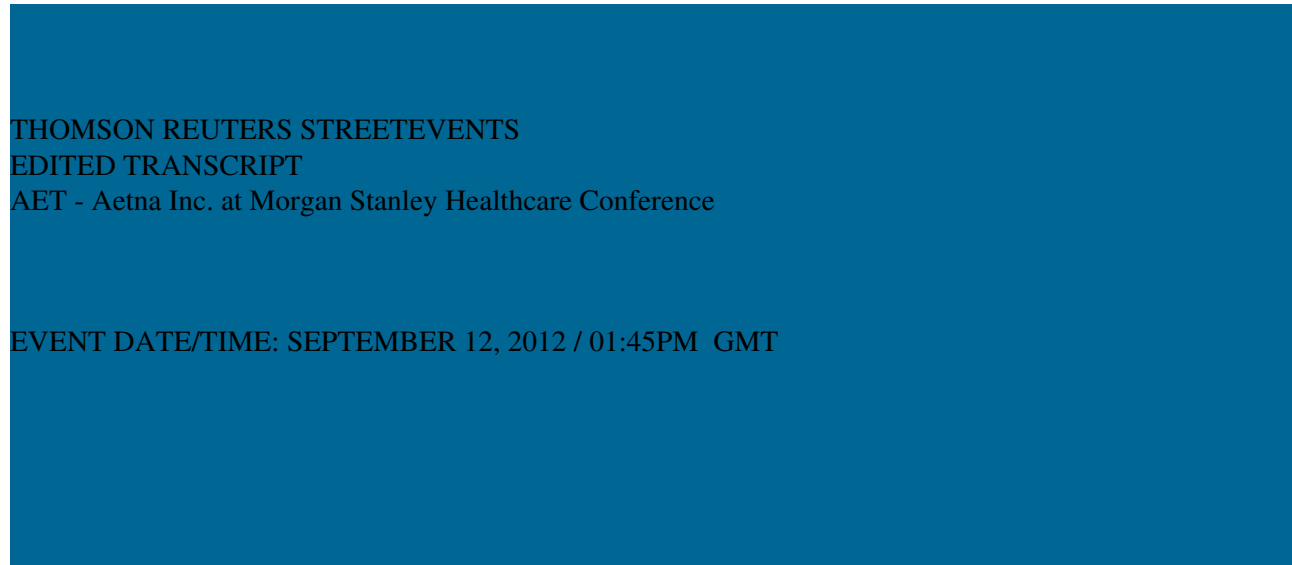 THOMSON REUTERS STREETEVENTS
EDITED TRANSCRIPT
AET - Aetna Inc. at Morgan Stanley Healthcare Conference
EVENT DATE/TIME: SEPTEMBER 12, 2012 / 01:45PM  GMT